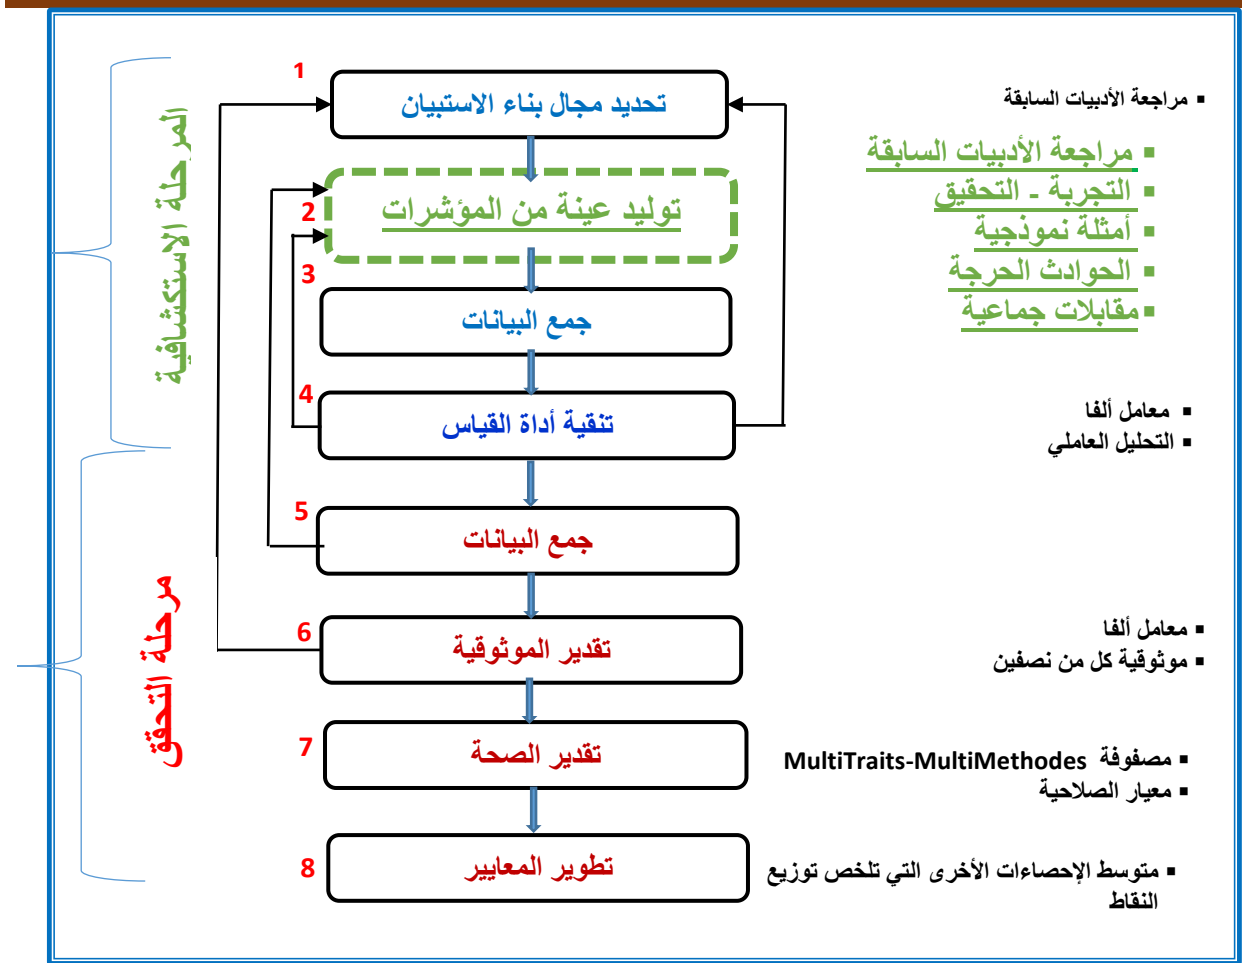 1
تحديد مجال بناء الاستبيان
▪ مراجعة الأدبيات السابقة
المرحلة الاستكشافية
2
توليد عينة من المؤشرات
▪ مراجعة الأدبيات السابقة
▪ التجربة ـ التحقيق
▪ أمثلة نموذجية
▪ الحوادث الحرجة
▪ مقابلات جماعية
3
جمع البيانات
4
تنقية أداة القياس
▪ معامل ألفا
▪ التحليل العاملي
مرحلة التحقق
5
جمع البيانات
6
تقدير الموثوقية
▪ معامل ألفا
▪ موثوقية كل من نصفين
7
تقدير الصحة
▪ مصفوفة MultiTraits-MultiMethodes
▪ معيار الصلاحية
8
تطوير المعايير
▪ متوسط الإحصاءات الأخرى التي تلخص توزيع
النقاط